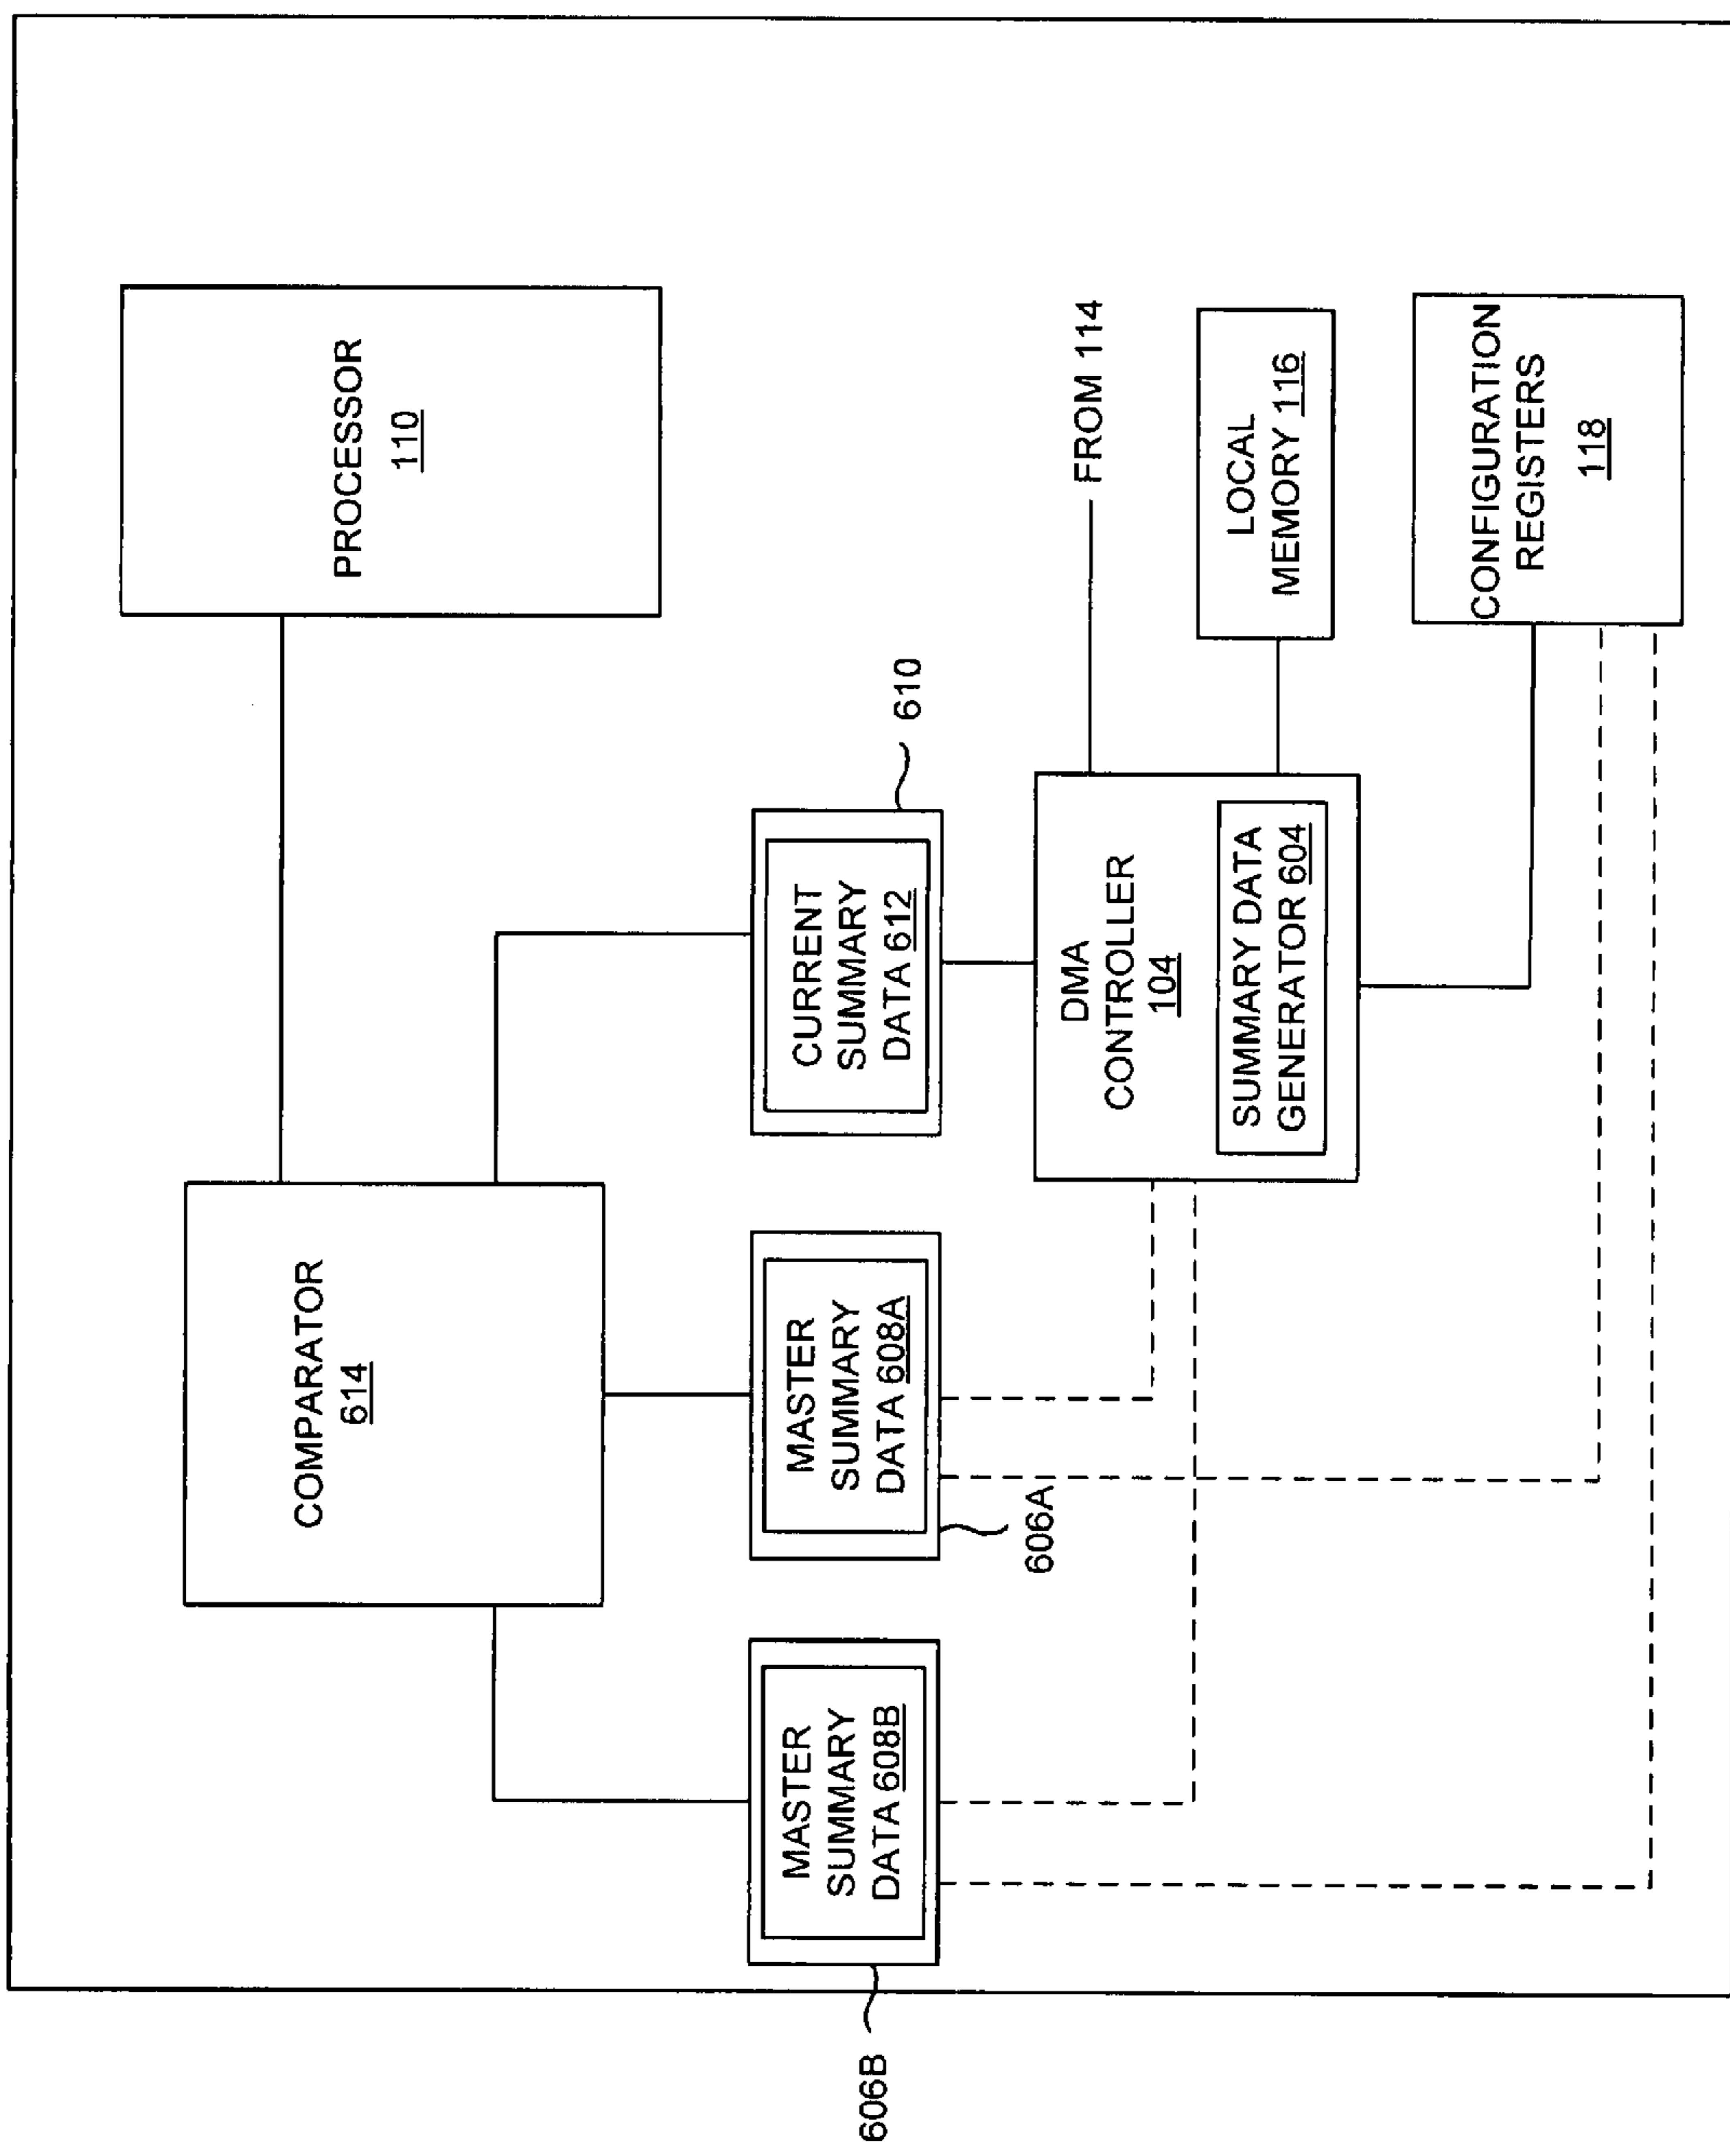 PROCESSOR
110
COMPARATOR
614
610
CURRENT
SUMMARY
DATA 612
MASTER
SUMMARY
DATA 608A
606A
MASTER
SUMMARY
DATA 608B
606B
FROM 114
DMA
CONTROLLER
104
SUMMARY DATA
GENERATOR 604
LOCAL
MEMORY 116
CONFIGURATION
REGISTERS
118